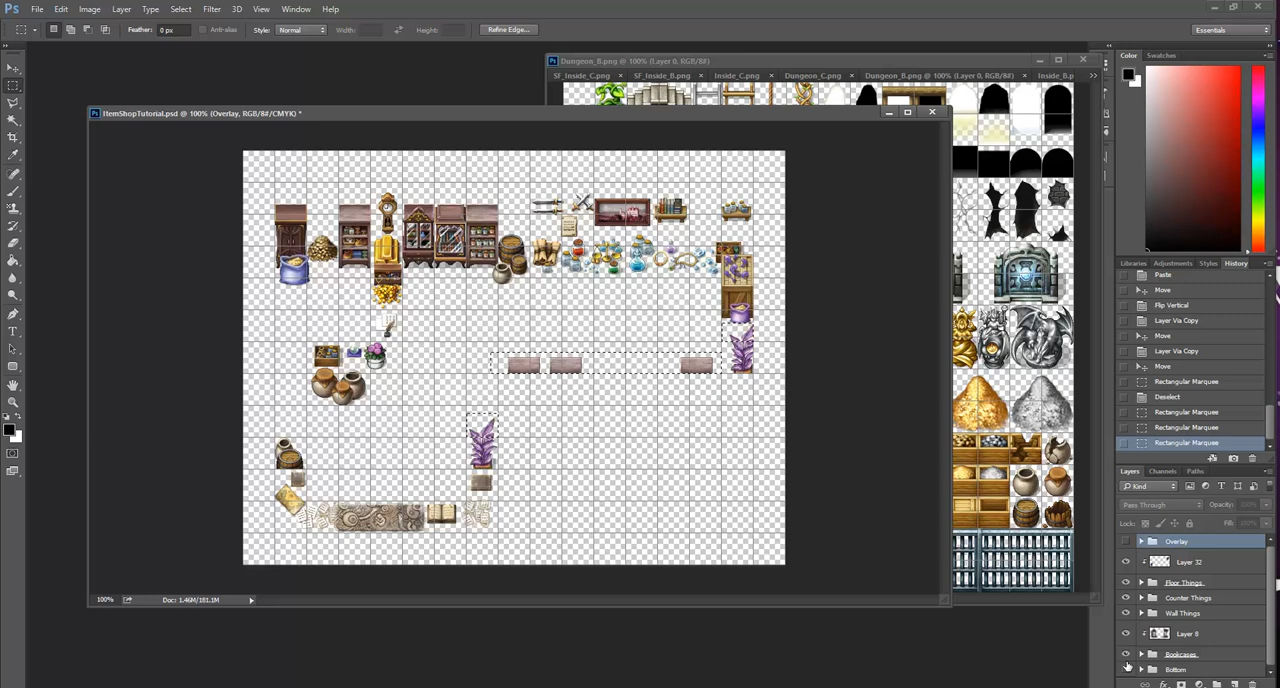 Ps File Edit Image Layer Type Select Filter 3D View Window Help
Feather: 0 px Anti-alias Style: Normal Width: Height: Refine Edge... Essentials
Ps Dungeon_B.png @ 100% (Layer 0, RGB/8#)
SF_Inside_C.png × SF_Inside_B.png × Inside_C.png × Dungeon_C.png × Dungeon_B.png @ 100% (Layer 0, RGB/8#) × Inside_B.p
Ps ItemShopTutorial.psd @ 100% (Overlay, RGB/8#/CMYK) *
100% Doc: 1.46M/181.1M
Color Swatches
Libraries Adjustments Styles History
Paste
Move
Flip Vertical
Layer Via Copy
Move
Layer Via Copy
Move
Rectangular Marquee
Deselect
Rectangular Marquee
Rectangular Marquee
Rectangular Marquee
Layers Channels Paths
Kind
Pass Through Opacity: 100%
Lock: Fill: 100%
Overlay
Layer 32
Floor Things
Counter Things
Wall Things
Layer 8
Bookcases
Bottom